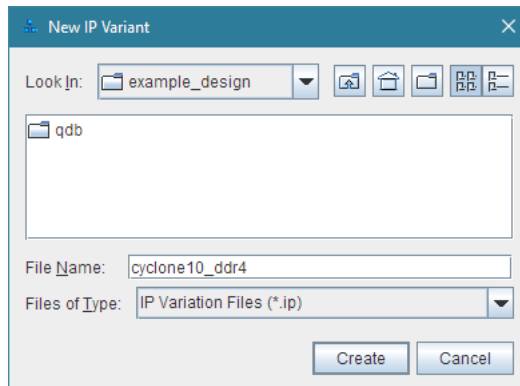 New IP Variant
Look In: example_design
qdb
File Name: cyclone10_ddr4
Files of Type: IP Variation Files (*.ip)
Create Cancel